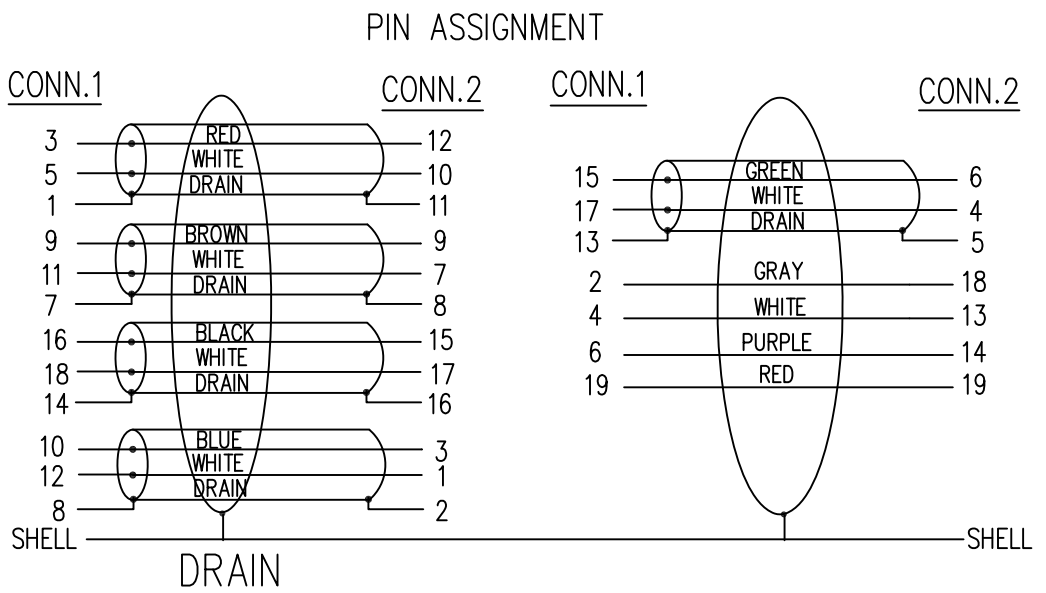 PIN ASSIGNMENT
CONN.1 CONN.2
3 RED 12
5 WHITE 10
1 DRAIN 11
9 BROWN 9
11 WHITE 7
7 DRAIN 8
16 BLACK 15
18 WHITE 17
14 DRAIN 16
10 BLUE 3
12 WHITE 1
8 DRAIN 2
CONN.1 CONN.2
15 GREEN 6
17 WHITE 4
13 DRAIN 5
2 GRAY 18
4 WHITE 13
6 PURPLE 14
19 RED 19
SHELL SHELL
DRAIN